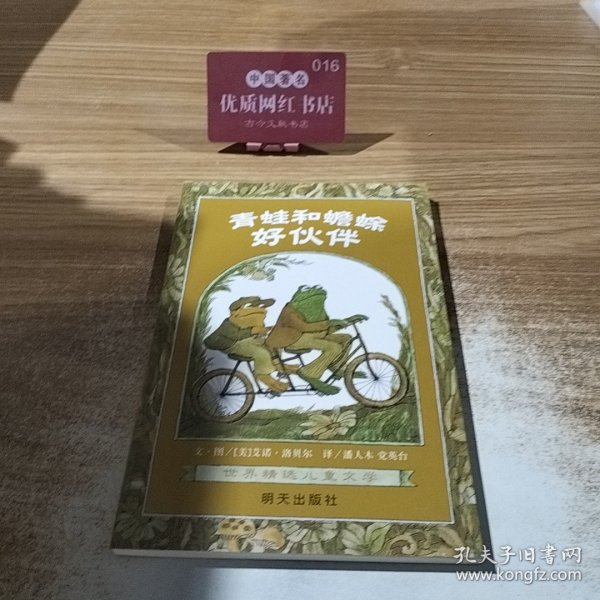 016
中国著名
优质网红书店
古今文献书店
青蛙和蟾蜍
好伙伴
文·图/[美]艾诺·洛贝尔 译/潘人木 党英台
世界精选儿童文学
明天出版社
孔夫子旧书网
www.kongfz.com